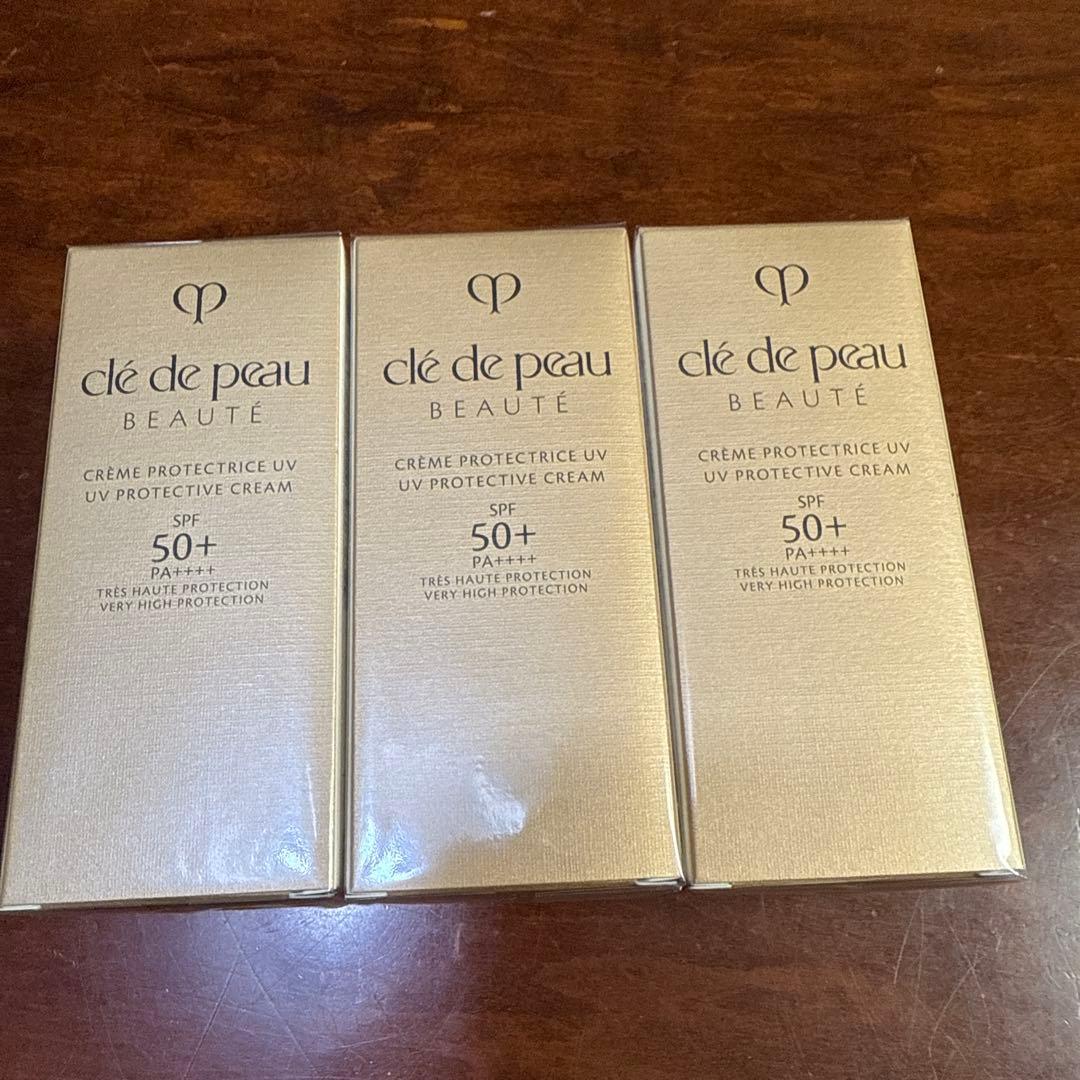 clé de peau
BEAUTÉ
CRÈME PROTECTRICE UV
UV PROTECTIVE CREAM
SPF
50+
PA++++
TRÈS HAUTE PROTECTION
VERY HIGH PROTECTION
clé de peau
BEAUTÉ
CRÈME PROTECTRICE UV
UV PROTECTIVE CREAM
SPF
50+
PA++++
TRÈS HAUTE PROTECTION
VERY HIGH PROTECTION
clé de peau
BEAUTÉ
CRÈME PROTECTRICE UV
UV PROTECTIVE CREAM
SPF
50+
PA++++
TRÈS HAUTE PROTECTION
VERY HIGH PROTECTION